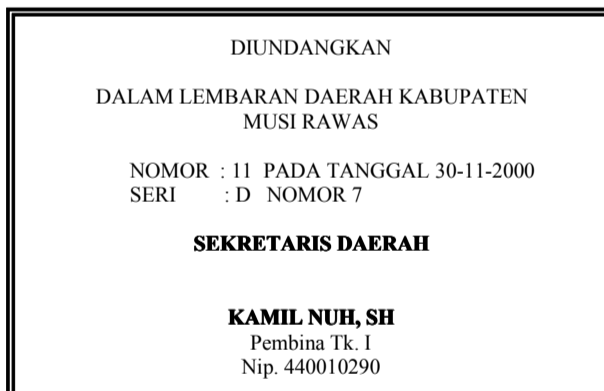 DIUNDANGKAN
DALAM LEMBARAN DAERAH KABUPATEN
MUSI RAWAS
NOMOR : 11 PADA TANGGAL 30-11-2000
SERI : D NOMOR 7
SEKRETARIS DAERAH
KAMIL NUH, SH
Pembina Tk. I
Nip. 440010290